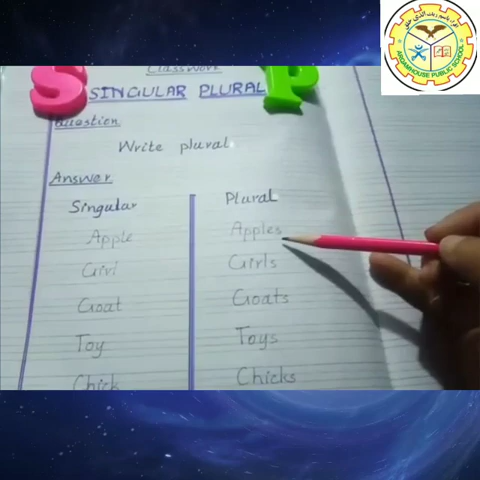 S P
Classwork
SINGULAR PLURAL
Question
Write plural
Answer
Singular Plural
Apple Apples
Girl Girls
Goat Goats
Toy Toys
Chick Chicks